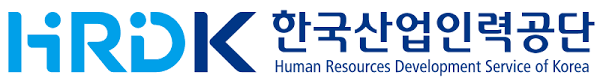 HRDK 한국산업인력공단
Human Resources Development Service of Korea